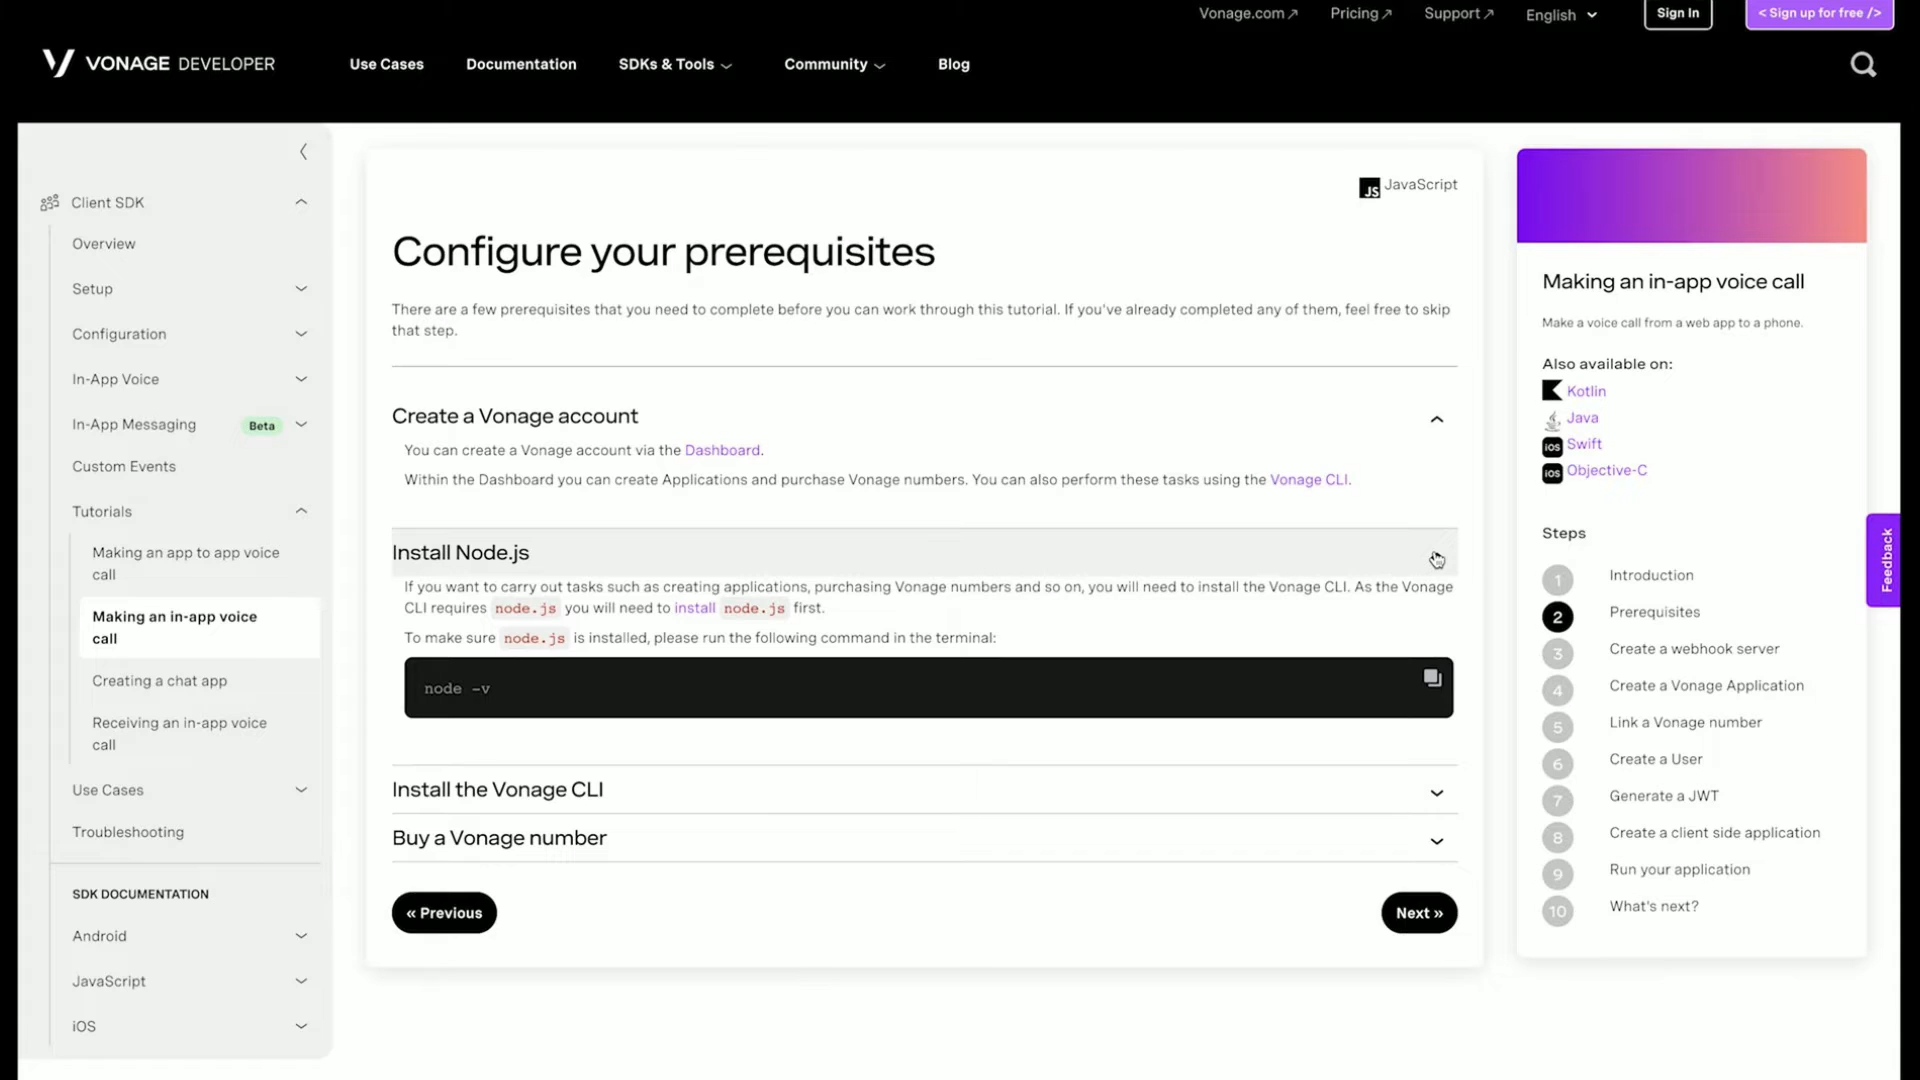 Vonage.com↗ Pricing↗ Support↗ English Sign In < Sign up for free />
VONAGE DEVELOPER Use Cases Documentation SDKs & Tools Community Blog
Client SDK
Overview
Setup
Configuration
In-App Voice
In-App Messaging Beta
Custom Events
Tutorials
Making an app to app voice
call
Making an in-app voice
call
Creating a chat app
Receiving an in-app voice
call
Use Cases
Troubleshooting
SDK DOCUMENTATION
Android
JavaScript
iOS
JS JavaScript
Configure your prerequisites
There are a few prerequisites that you need to complete before you can work through this tutorial. If you've already completed any of them, feel free to skip
that step.
Create a Vonage account
You can create a Vonage account via the Dashboard.
Within the Dashboard you can create Applications and purchase Vonage numbers. You can also perform these tasks using the Vonage CLI.
Install Node.js
If you want to carry out tasks such as creating applications, purchasing Vonage numbers and so on, you will need to install the Vonage CLI. As the Vonage
CLI requires node.js you will need to install node.js first.
To make sure node.js is installed, please run the following command in the terminal:
node -v
Install the Vonage CLI
Buy a Vonage number
« Previous
Next »
Making an in-app voice call
Make a voice call from a web app to a phone.
Also available on:
Kotlin
Java
iOS Swift
iOS Objective-C
Steps
1 Introduction
2 Prerequisites
3 Create a webhook server
4 Create a Vonage Application
5 Link a Vonage number
6 Create a User
7 Generate a JWT
8 Create a client side application
9 Run your application
10 What's next?
Feedback